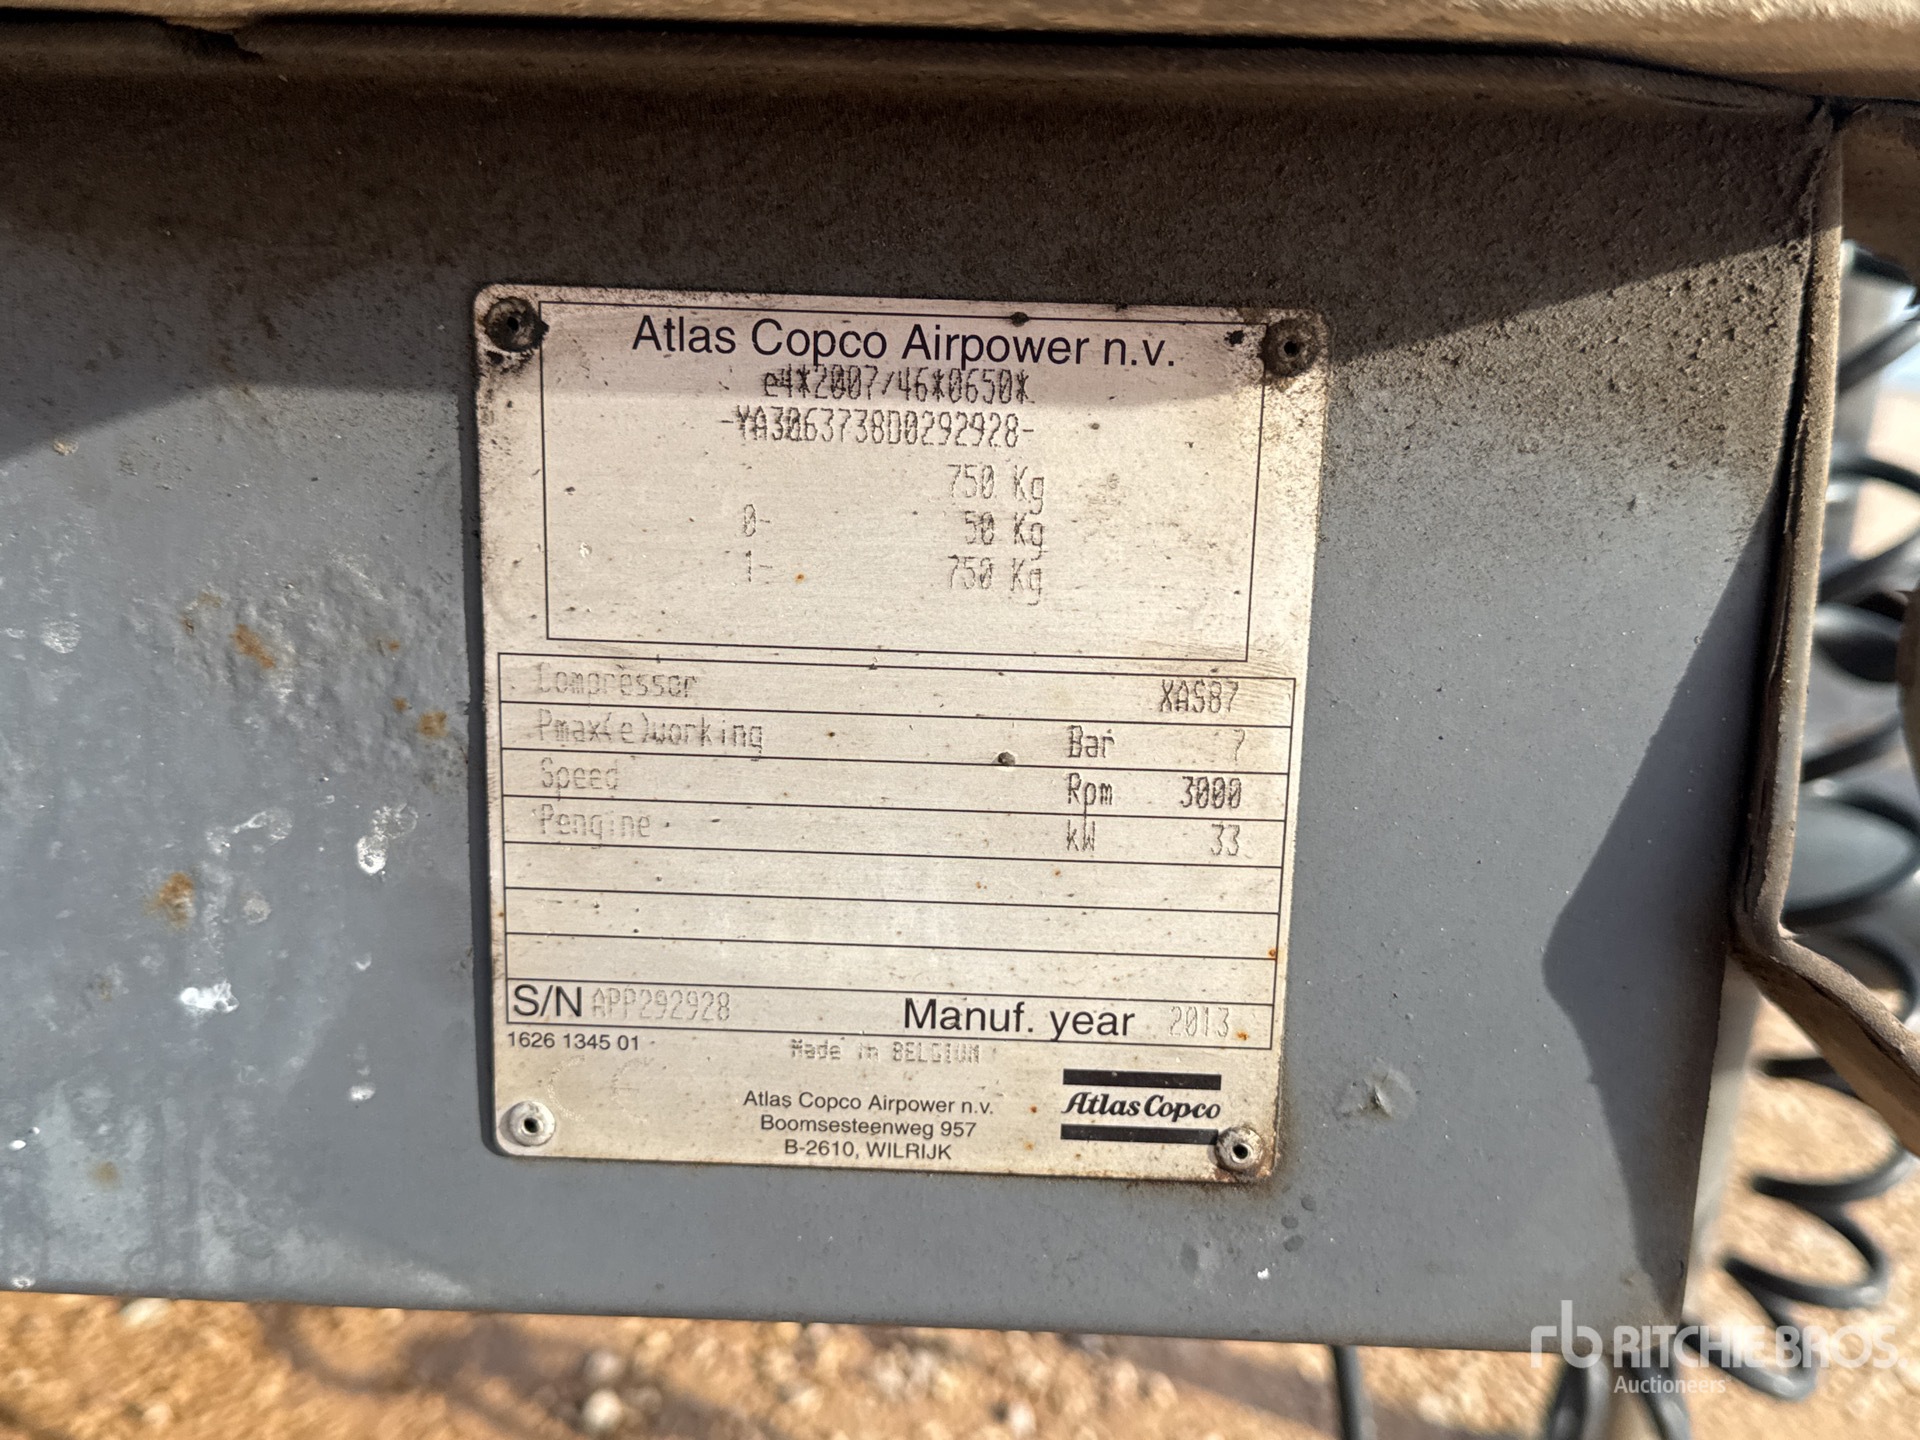 Atlas Copco Airpower n.v.
e4*2007/46*0650*
-YA3063738D0292928-
750 Kg
0- 50 Kg
1- 750 Kg
Compressor XAS87
Pmax(e)working Bar 7
Speed Rpm 3000
Pengine kW 33
S/N APP292928 Manuf. year 2013
1626 1345 01
Made in BELGIUM
Atlas Copco Airpower n.v.
Boomsesteenweg 957
B-2610, WILRIJK
Atlas Copco
rb RITCHIE BROS.
Auctioneers